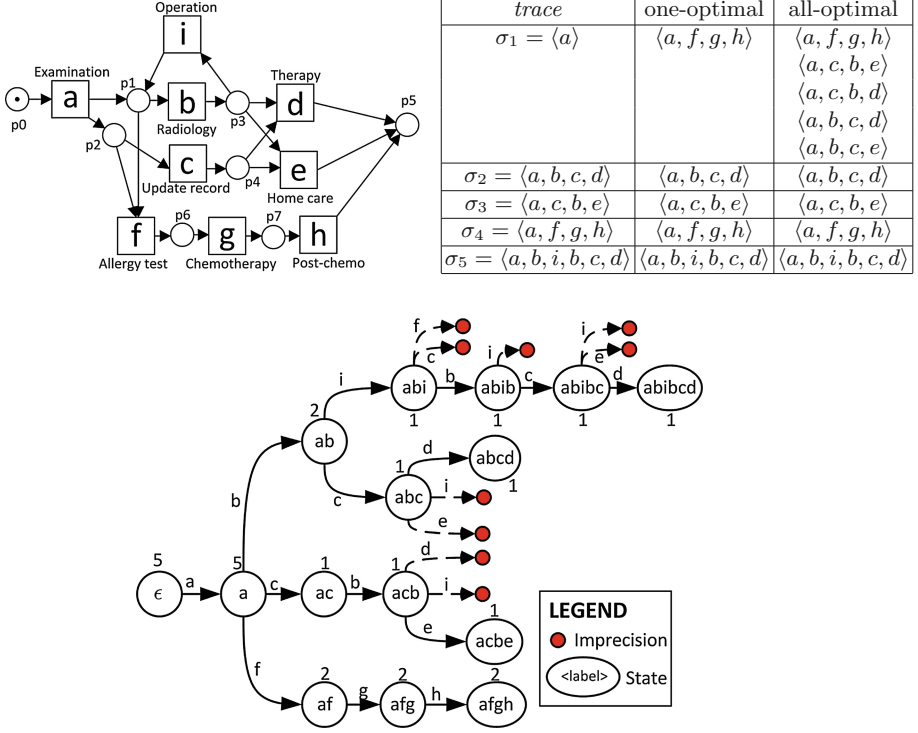 Operation
i
Examination
a
p0
p1
b
Radiology
p3
Therapy
d
p5
p2
c
Update record
p4
e
Home care
f
Allergy test
p6
g
Chemotherapy
p7
h
Post-chemo
trace one-optimal all-optimal
σ1 = ⟨a⟩ ⟨a, f, g, h⟩ ⟨a, f, g, h⟩
⟨a, c, b, e⟩
⟨a, c, b, d⟩
⟨a, b, c, d⟩
⟨a, b, c, e⟩
σ2 = ⟨a, b, c, d⟩ ⟨a, b, c, d⟩ ⟨a, b, c, d⟩
σ3 = ⟨a, c, b, e⟩ ⟨a, c, b, e⟩ ⟨a, c, b, e⟩
σ4 = ⟨a, f, g, h⟩ ⟨a, f, g, h⟩ ⟨a, f, g, h⟩
σ5 = ⟨a, b, i, b, c, d⟩ ⟨a, b, i, b, c, d⟩ ⟨a, b, i, b, c, d⟩
f
c
i
i
e
i
abi b abib c abibc d abibcd
1 1 1 1
2
ab
b
c
1
abc
d
abcd
1
i
e
5
ϵ
a
5
a
c
1
ac
b
1
acb
d
i
e
1
acbe
f
2
af
g
2
afg
h
2
afgh
LEGEND
Imprecision
<label> State